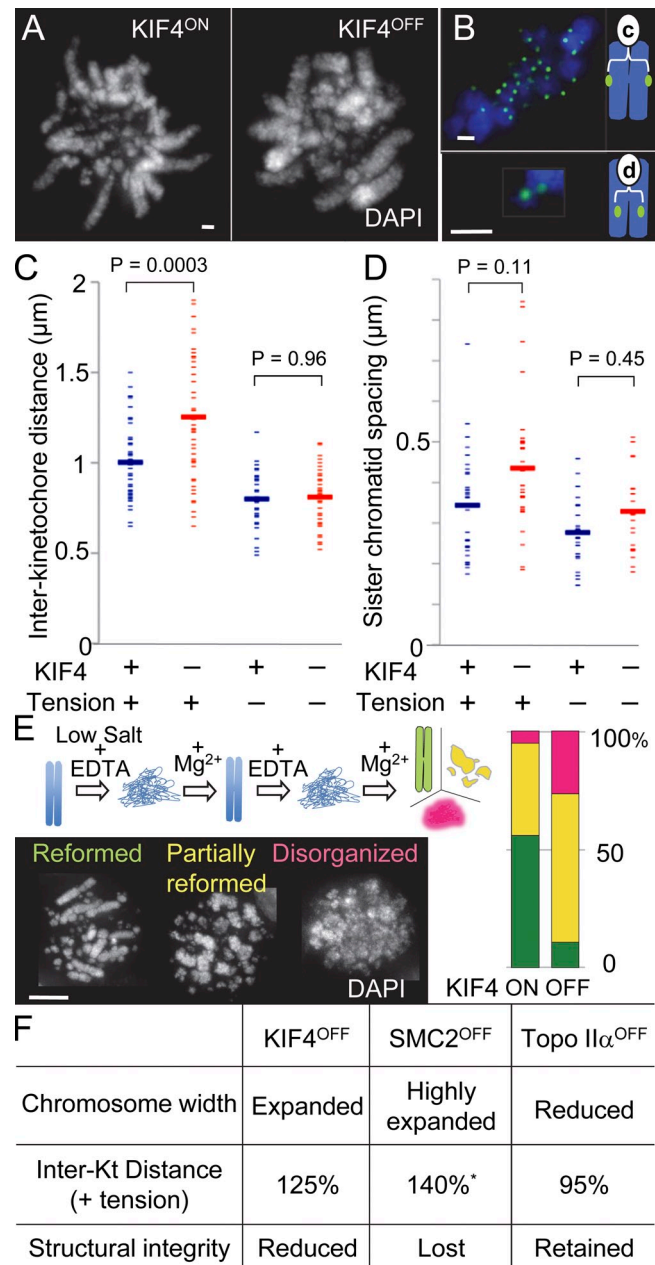 A
KIF4ON
KIF4OFF
DAPI
B
c
d
C
P = 0.0003
P = 0.96
Inter-kinetochore distance (μm)
2
1.5
1
0.5
0
KIF4 + − + −
Tension + + − −
D
P = 0.11
P = 0.45
Sister chromatid spacing (μm)
0.5
0
+ − + −
KIF4
+ + − −
Tension
E
Low Salt
+
EDTA
+
Mg2+
+
EDTA
+
Mg2+
Reformed
Partially
reformed
Disorganized
DAPI
100%
50
0
KIF4 ON OFF
F
KIF4OFF SMC2OFF Topo IIαOFF
Chromosome width Expanded Highly expanded Reduced
Inter-Kt Distance (+ tension) 125% 140%* 95%
Structural integrity Reduced Lost Retained